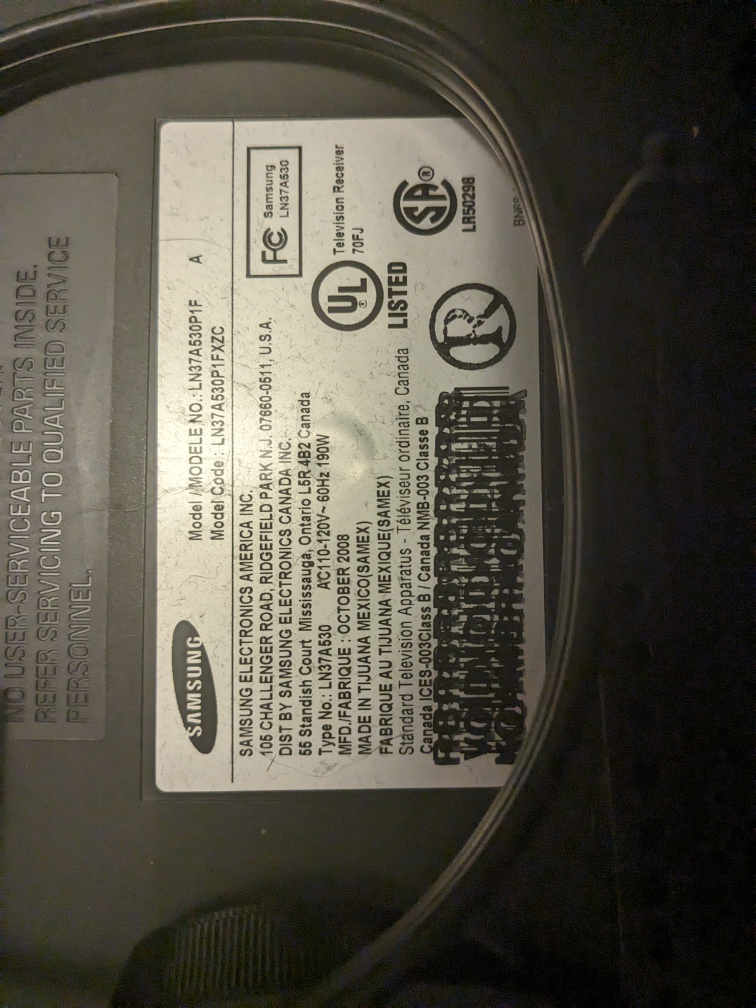 NO USER-SERVICEABLE PARTS INSIDE.
REFER SERVICING TO QUALIFIED SERVICE
PERSONNEL.
SAMSUNG
Model / MODELE NO.: LN37A530P1F A
Model Code : LN37A530P1FXZC
SAMSUNG ELECTRONICS AMERICA INC.
105 CHALLENGER ROAD, RIDGEFIELD PARK N.J. 07660-0511, U.S.A.
DIST BY SAMSUNG ELECTRONICS CANADA INC.
55 Standish Court Mississauga, Ontario L5R 4B2 Canada
Type No.: LN37A530 AC110-120V~ 60Hz 190W
MFD./FABRIQUE : OCTOBER 2008
MADE IN TIJUANA MEXICO(SAMEX)
FABRIQUE AU TIJUANA MEXIQUE(SAMEX)
Standard Television Apparatus - Téléviseur ordinaire, Canada
Canada ICES-003Class B / Canada NMB-003 Classe B
FC Samsung
LN37A530
UL ® Television Receiver
70FJ
LISTED
SA ®
LR50298
R